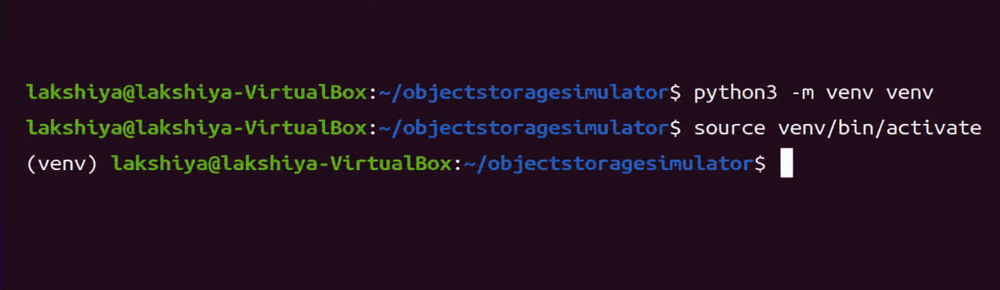 lakshiya@lakshiya-VirtualBox:~/objectstoragesimulator$ python3 -m venv venv
lakshiya@lakshiya-VirtualBox:~/objectstoragesimulator$ source venv/bin/activate
(venv) lakshiya@lakshiya-VirtualBox:~/objectstoragesimulator$